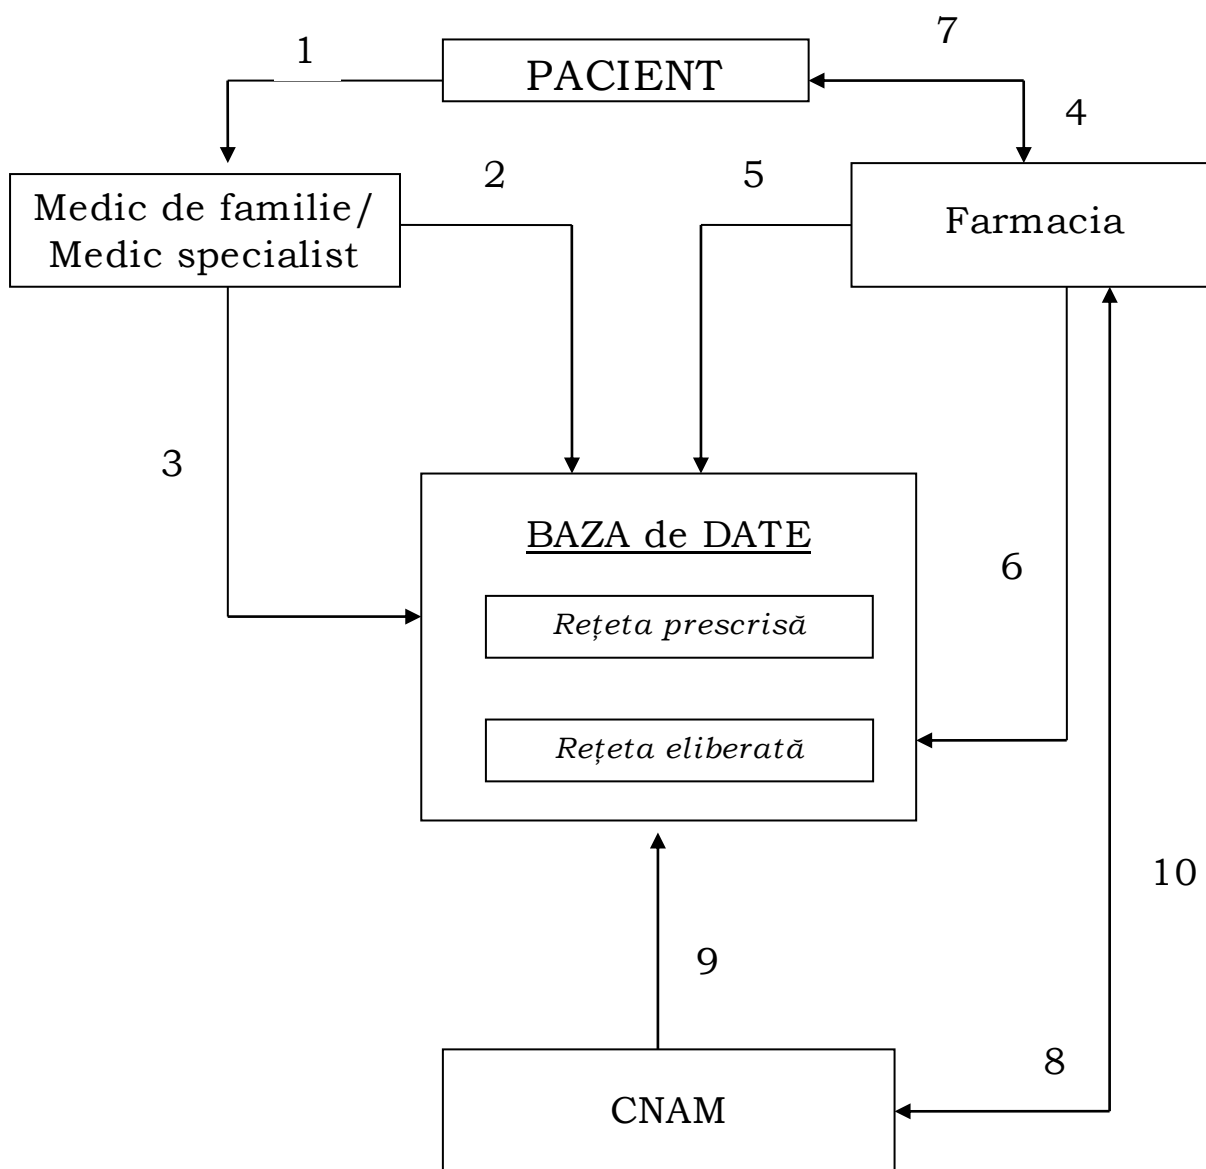 1
PACIENT
7
4
Medic de familie/
Medic specialist
2
5
Farmacia
3
BAZA de DATE
6
Rețeta prescrisă
Rețeta eliberată
10
9
8
CNAM